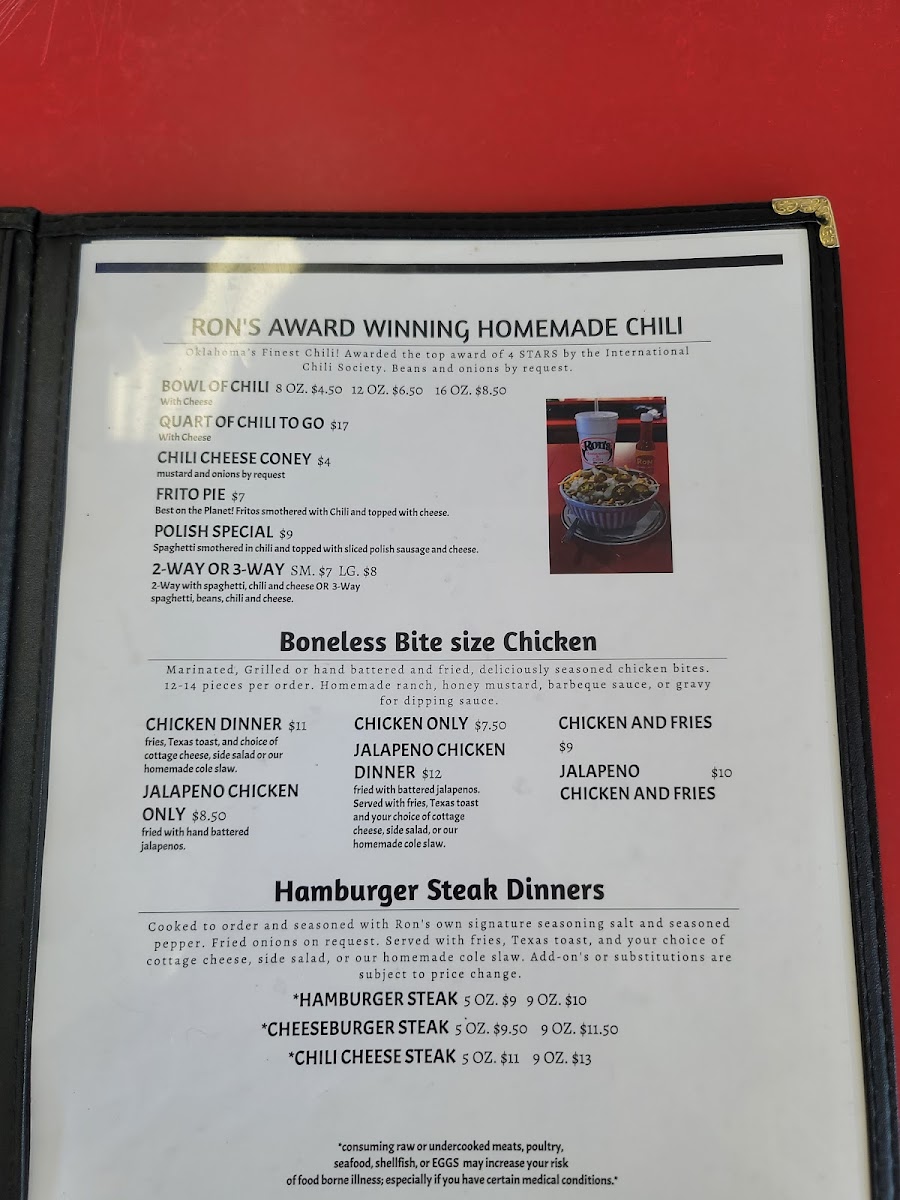 RON'S AWARD WINNING HOMEMADE CHILI
Oklahoma's Finest Chili! Awarded the top award of 4 STARS by the International
Chili Society. Beans and onions by request.
BOWL OF CHILI 8 OZ. $4.50 12 OZ. $6.50 16 OZ. $8.50
With Cheese
QUART OF CHILI TO GO $17
With Cheese
CHILI CHEESE CONEY $4
mustard and onions by request
FRITO PIE $7
Best on the Planet! Fritos smothered with Chili and topped with cheese.
POLISH SPECIAL $9
Spaghetti smothered in chili and topped with sliced polish sausage and cheese.
2-WAY OR 3-WAY SM. $7 LG. $8
2-Way with spaghetti, chili and cheese OR 3-Way
spaghetti, beans, chili and cheese.
Ron's
Ron's
Boneless Bite size Chicken
Marinated, Grilled or hand battered and fried, deliciously seasoned chicken bites.
12-14 pieces per order. Homemade ranch, honey mustard, barbeque sauce, or gravy
for dipping sauce.
CHICKEN DINNER $11
fries, Texas toast, and choice of
cottage cheese, side salad or our
homemade cole slaw.
JALAPENO CHICKEN
ONLY $8.50
fried with hand battered
jalapenos.
CHICKEN ONLY $7.50
JALAPENO CHICKEN
DINNER $12
fried with battered jalapenos.
Served with fries, Texas toast
and your choice of cottage
cheese, side salad, or our
homemade cole slaw.
CHICKEN AND FRIES
$9
JALAPENO $10
CHICKEN AND FRIES
Hamburger Steak Dinners
Cooked to order and seasoned with Ron's own signature seasoning salt and seasoned
pepper. Fried onions on request. Served with fries, Texas toast, and your choice of
cottage cheese, side salad, or our homemade cole slaw. Add-on's or substitutions are
subject to price change.
*HAMBURGER STEAK 5 OZ. $9 9 OZ. $10
*CHEESEBURGER STEAK 5 OZ. $9.50 9 OZ. $11.50
*CHILI CHEESE STEAK 5 OZ. $11 9 OZ. $13
*consuming raw or undercooked meats, poultry,
seafood, shellfish, or EGGS may increase your risk
of food borne illness; especially if you have certain medical conditions.*